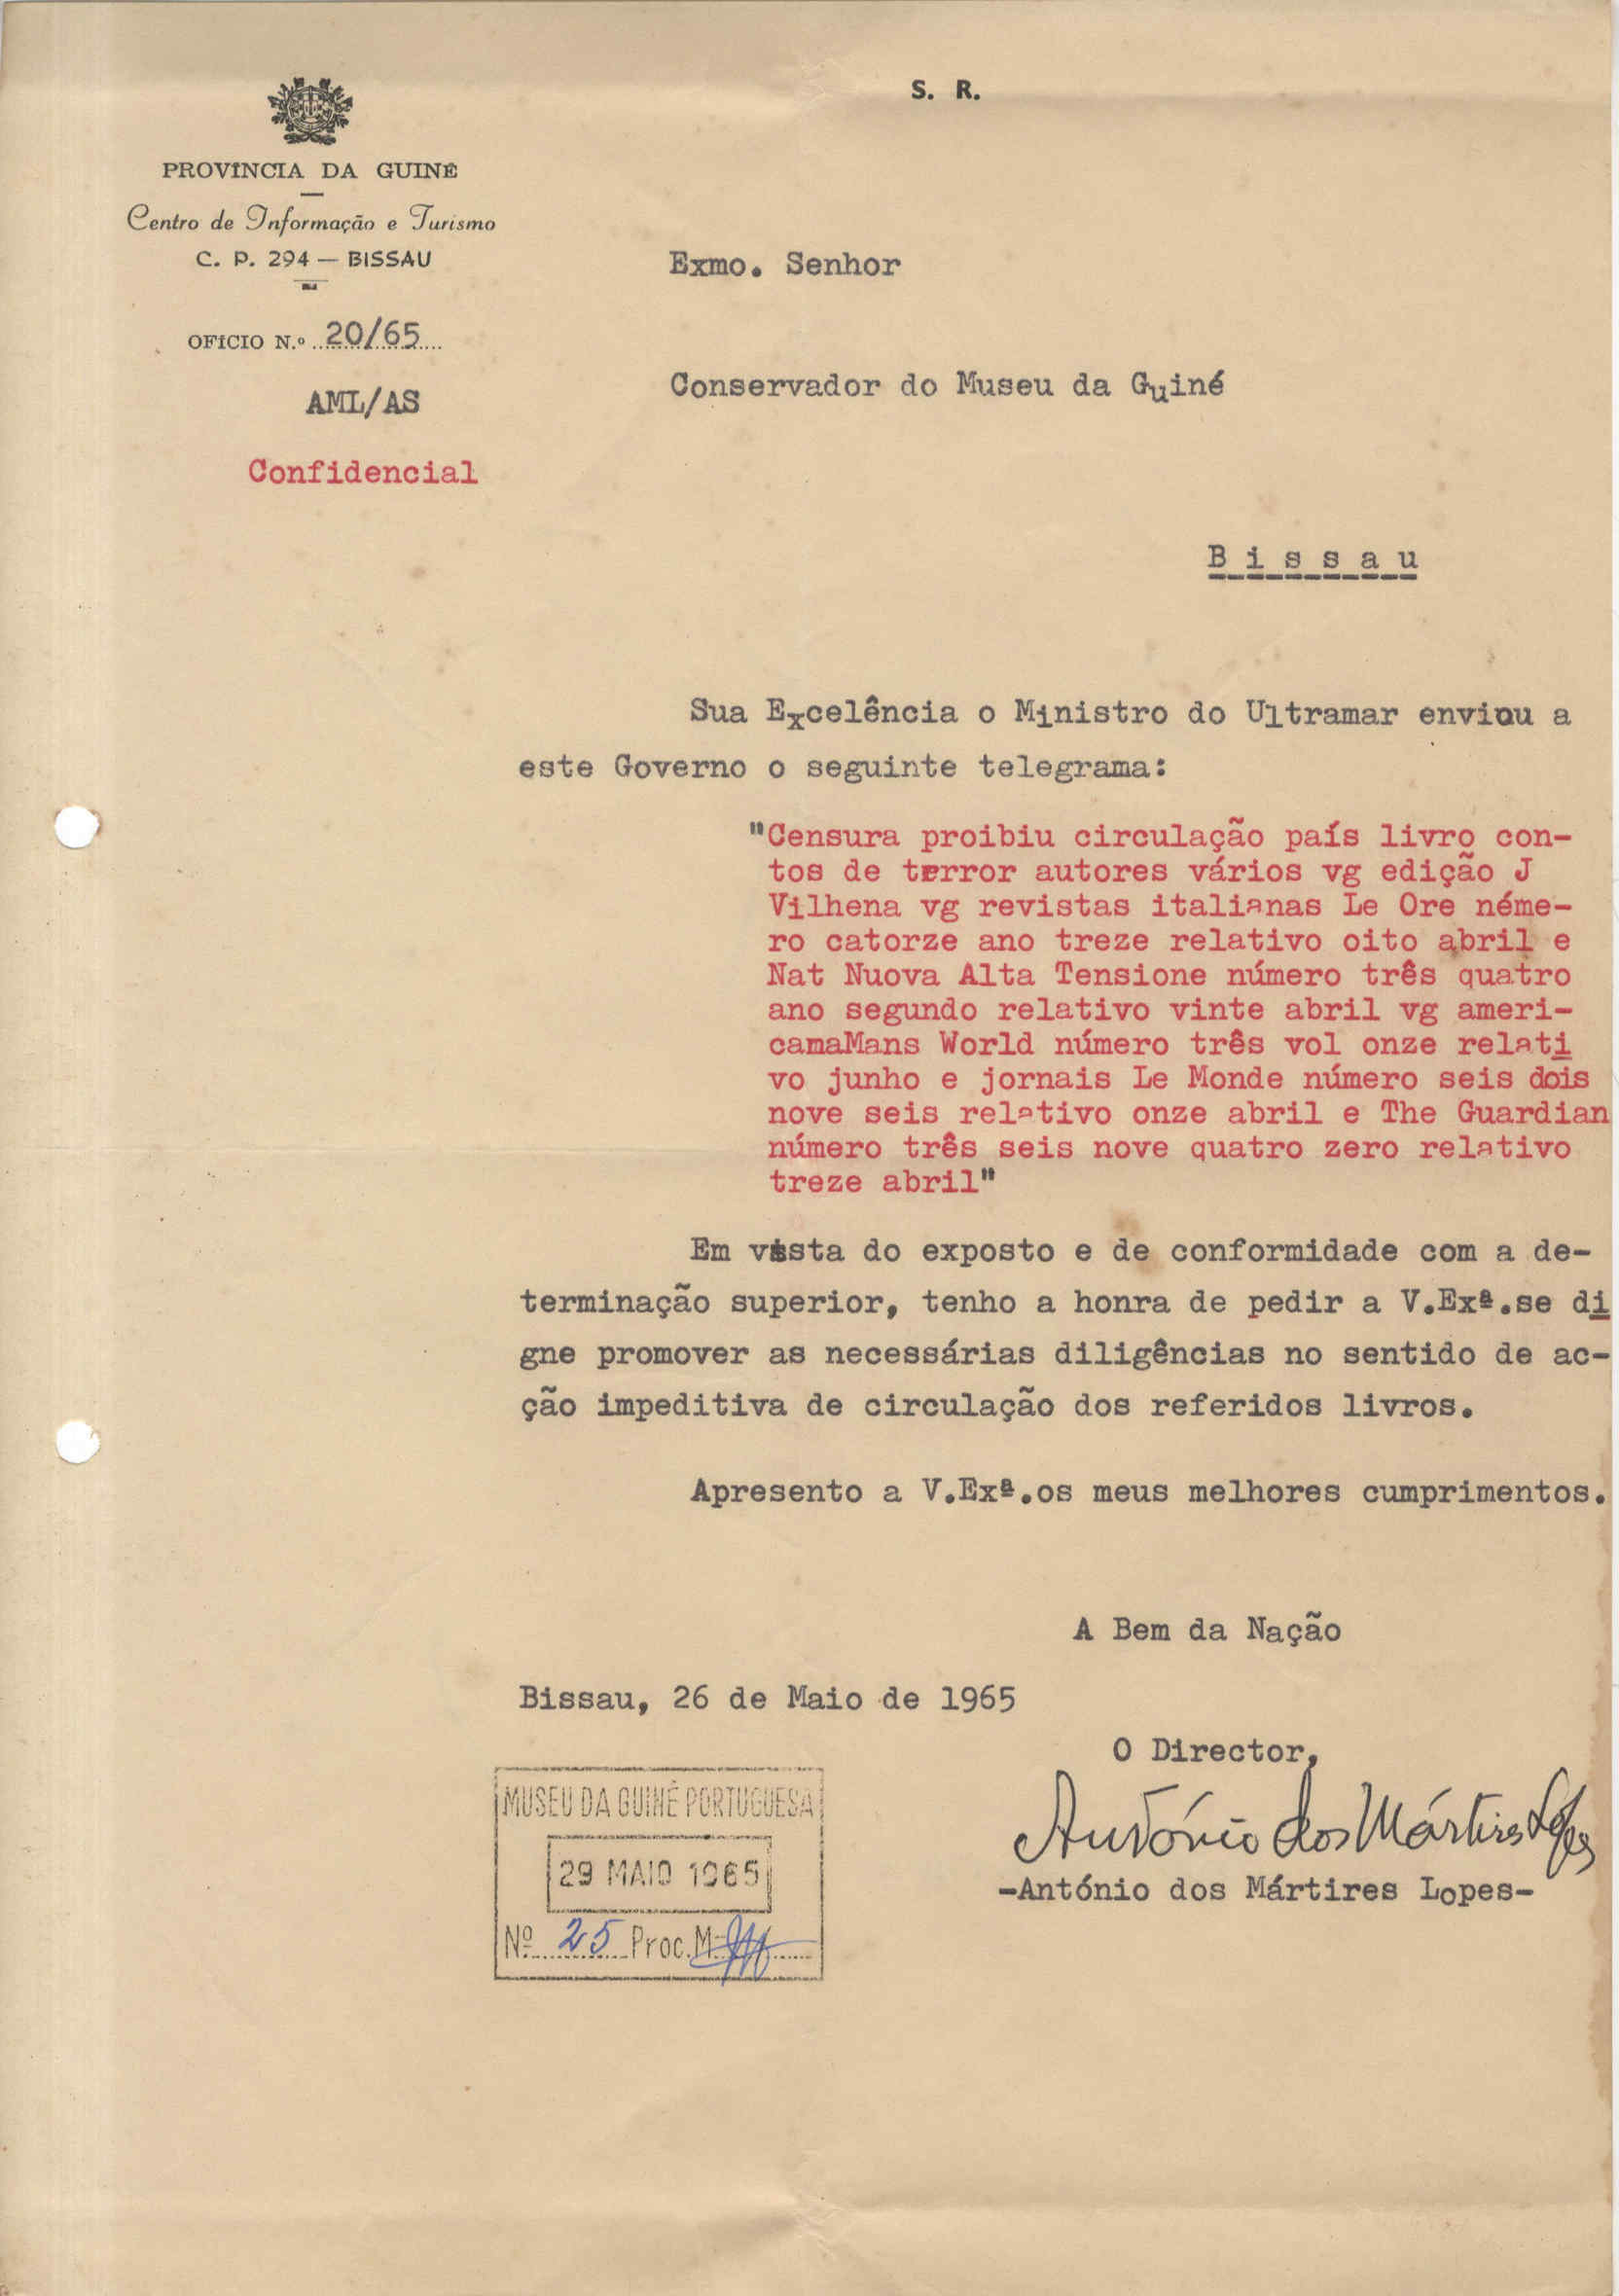 S. R.
PROVÍNCIA DA GUINÉ
Centro de Informação e Turismo
C. P. 294 — BISSAU
OFÍCIO N.º 20/65
AML/AS
Confidencial
Exmo. Senhor
Conservador do Museu da Guiné
Bissau
Sua Excelência o Ministro do Ultramar enviou a
este Governo o seguinte telegrama:
"Censura proibiu circulação país livro con-
tos de terror autores vários vg edição J
Vilhena vg revistas italianas Le Ore néme-
ro catorze ano treze relativo oito abril e
Nat Nuova Alta Tensione número três quatro
ano segundo relativo vinte abril vg ameri-
camaMans World número três vol onze relati
vo junho e jornais Le Monde número seis dois
nove seis relativo onze abril e The Guardian
número três seis nove quatro zero relativo
treze abril"
Em vista do exposto e de conformidade com a de-
terminação superior, tenho a honra de pedir a V.Exª.se di
gne promover as necessárias diligências no sentido de ac-
ção impeditiva de circulação dos referidos livros.
Apresento a V.Exª.os meus melhores cumprimentos.
A Bem da Nação
Bissau, 26 de Maio de 1965
O Director,
António dos Mártires Lopes
-António dos Mártires Lopes-
MUSEU DA GUINÉ PORTUGUESA
29 MAIO 1965
Nº 25 Proc. M-